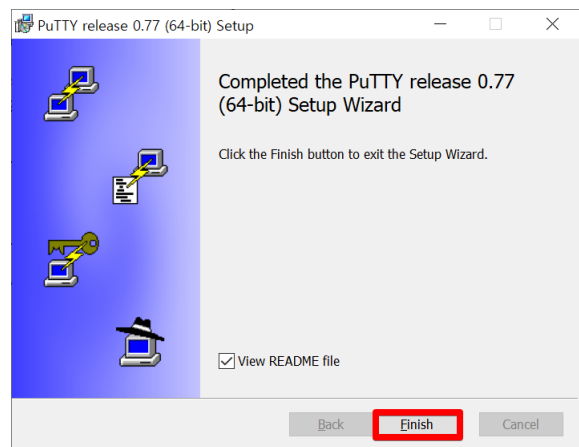 PuTTY release 0.77 (64-bit) Setup
Completed the PuTTY release 0.77
(64-bit) Setup Wizard
Click the Finish button to exit the Setup Wizard.
View README file
Back Finish Cancel